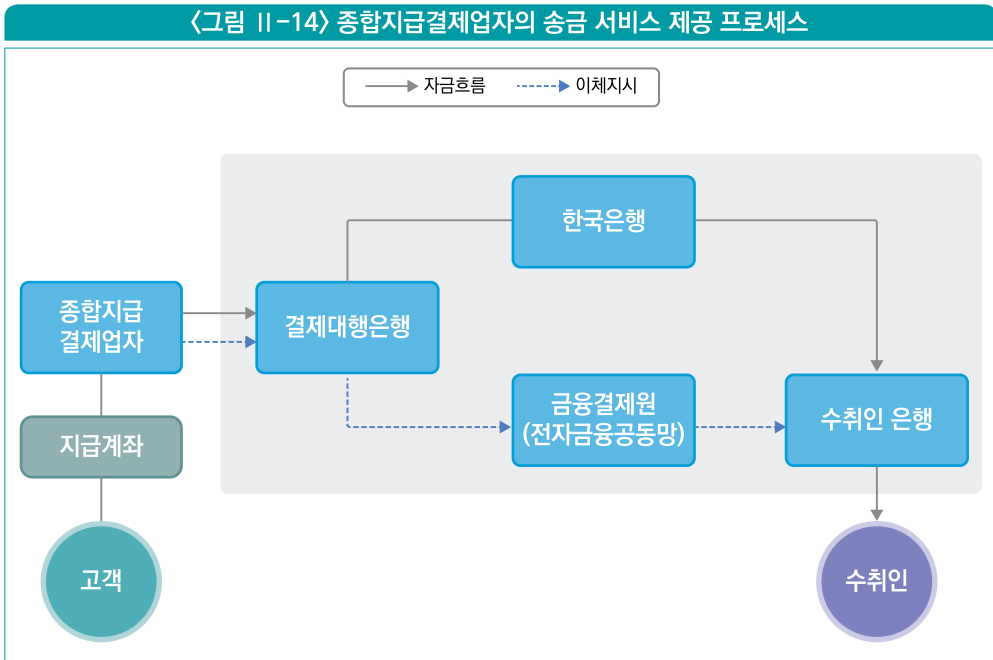 〈그림 Ⅱ-14〉 종합지급결제업자의 송금 서비스 제공 프로세스
자금흐름
이체지시
한국은행
종합지급
결제업자
결제대행은행
지급계좌
금융결제원
(전자금융공동망)
수취인 은행
고객
수취인